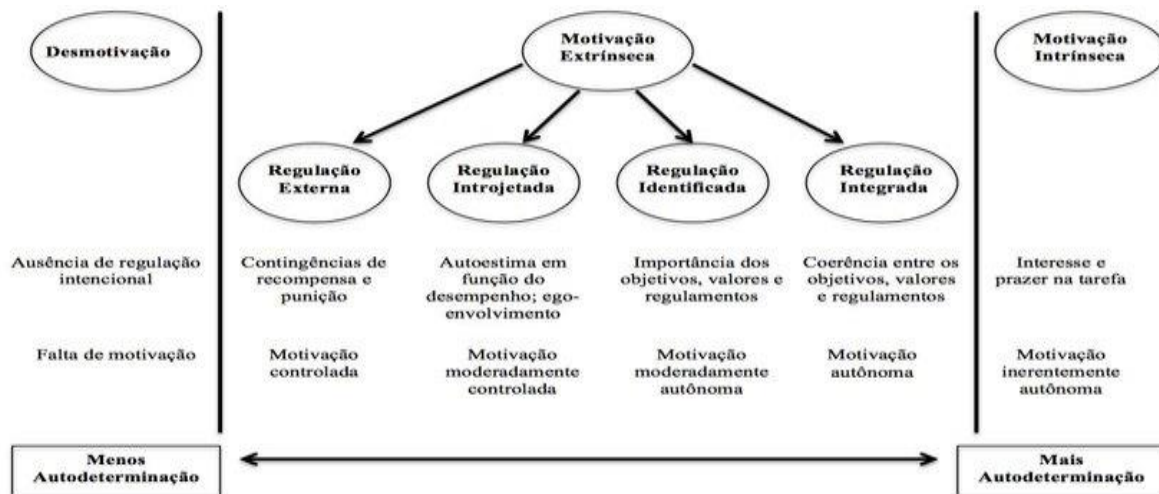 Desmotivação
Motivação
Extrínseca
Motivação
Intrínseca
Regulação
Externa
Regulação
Introjetada
Regulação
Identificada
Regulação
Integrada
Ausência de regulação
intencional
Contingências de
recompensa e
punição
Autoestima em
função do
desempenho; ego-
envolvimento
Importância dos
objetivos, valores e
regulamentos
Coerência entre os
objetivos, valores
e regulamentos
Interesse e
prazer na tarefa
Falta de motivação
Motivação
controlada
Motivação
moderadamente
controlada
Motivação
moderadamente
autônoma
Motivação
autônoma
Motivação
inerentemente
autônoma
Menos
Autodeterminação
Mais
Autodeterminação